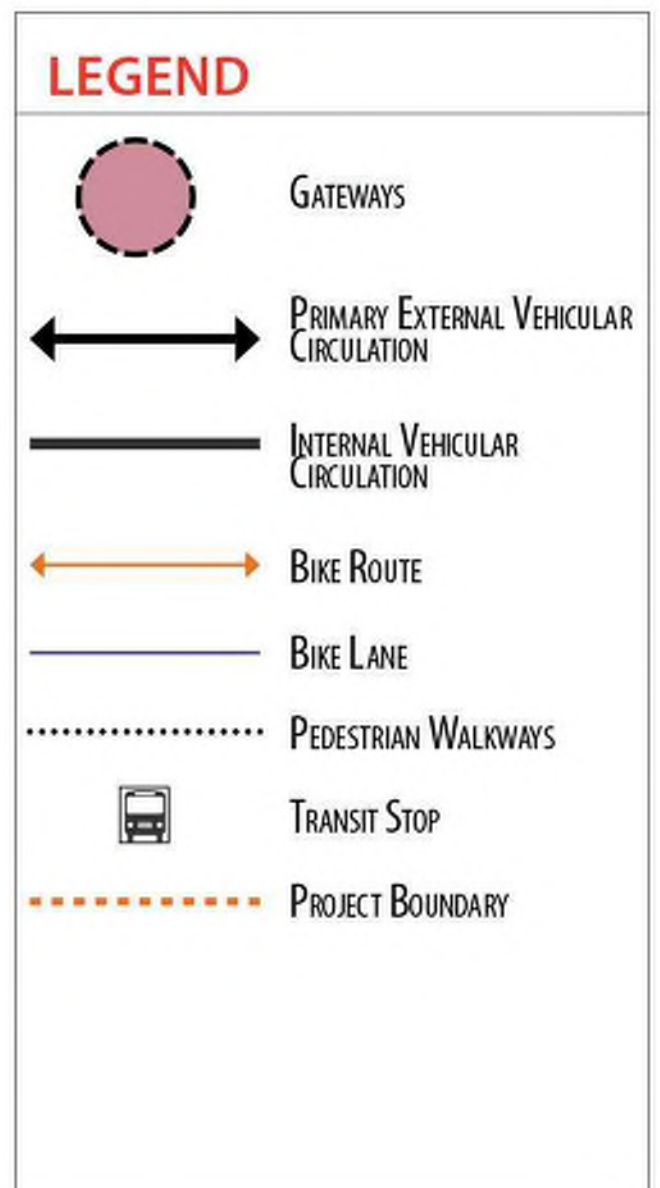 LEGEND
GATEWAYS
PRIMARY EXTERNAL VEHICULAR
CIRCULATION
INTERNAL VEHICULAR
CIRCULATION
BIKE ROUTE
BIKE LANE
PEDESTRIAN WALKWAYS
TRANSIT STOP
PROJECT BOUNDARY